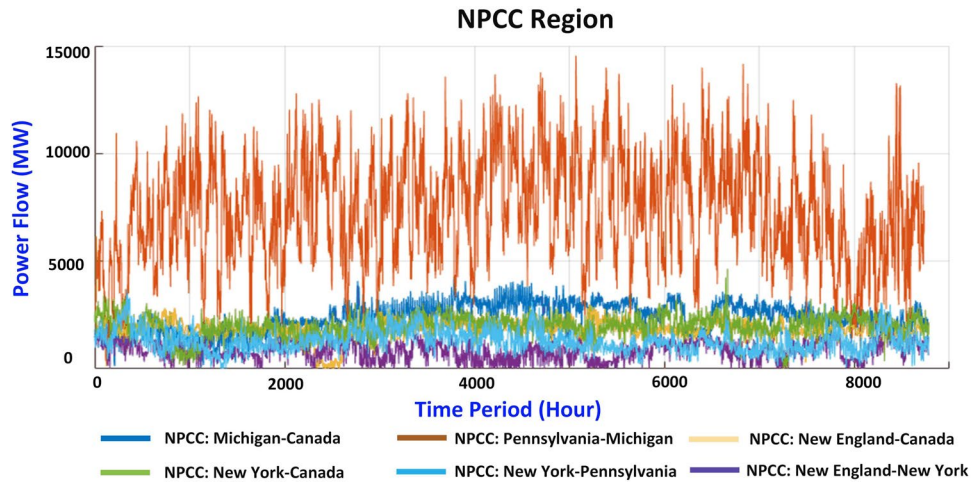 NPCC Region
15000
10000
5000
0
Power Flow (MW)
0 2000 4000 6000 8000
Time Period (Hour)
NPCC: Michigan-Canada NPCC: Pennsylvania-Michigan NPCC: New England-Canada
NPCC: New York-Canada NPCC: New York-Pennsylvania NPCC: New England-New York